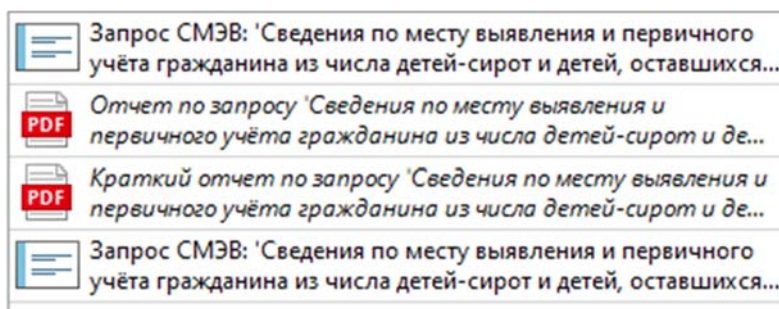 Запрос СМЭВ: 'Сведения по месту выявления и первичного
учёта гражданина из числа детей-сирот и детей, оставшихся...
PDF
Отчет по запросу 'Сведения по месту выявления и
первичного учёта гражданина из числа детей-сирот и де...
PDF
Краткий отчет по запросу 'Сведения по месту выявления и
первичного учёта гражданина из числа детей-сирот и де...
Запрос СМЭВ: 'Сведения по месту выявления и первичного
учёта гражданина из числа детей-сирот и детей, оставшихся...